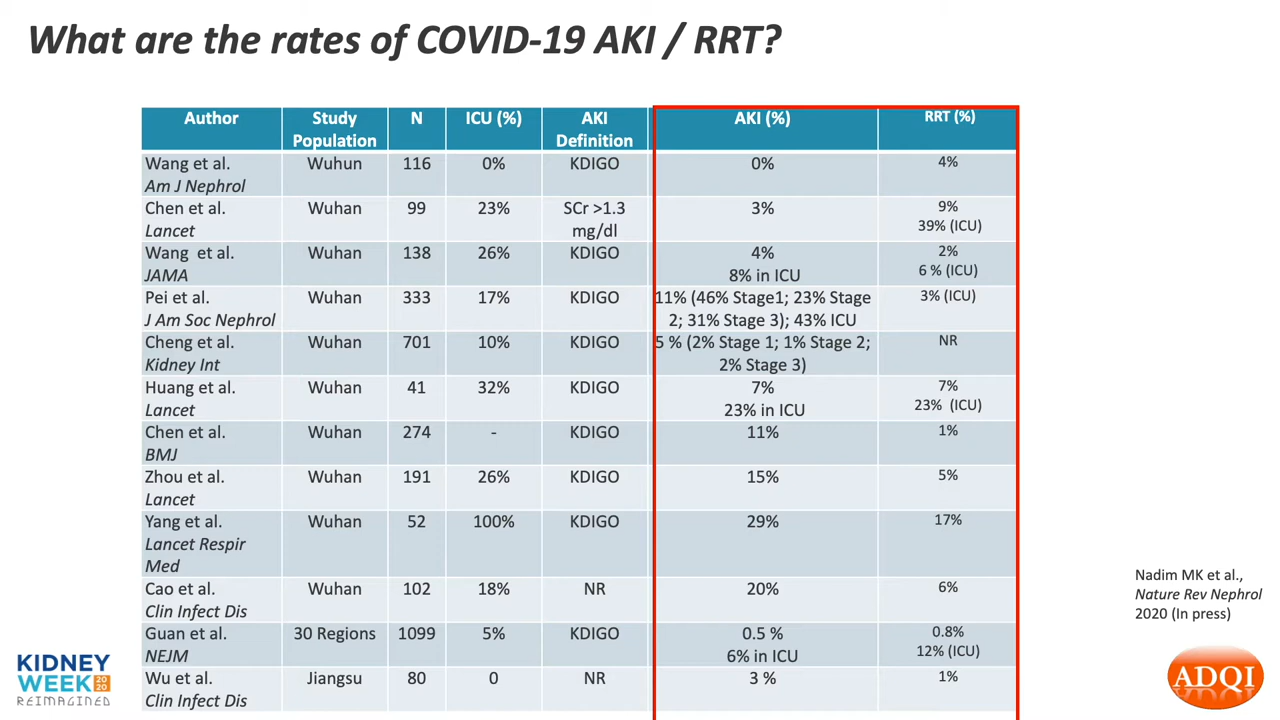 What are the rates of COVID-19 AKI / RRT?
Author Study Population N ICU (%) AKI Definition AKI (%) RRT (%)
Wang et al. Wuhun 116 0% KDIGO 0% 4%
Am J Nephrol
Chen et al. Wuhan 99 23% SCr >1.3 3% 9%
Lancet mg/dl 39% (ICU)
Wang et al. Wuhan 138 26% KDIGO 4% 2%
JAMA 8% in ICU 6 % (ICU)
Pei et al. Wuhan 333 17% KDIGO 11% (46% Stage1; 23% Stage 3% (ICU)
J Am Soc Nephrol 2; 31% Stage 3); 43% ICU
Cheng et al. Wuhan 701 10% KDIGO 5 % (2% Stage 1; 1% Stage 2; NR
Kidney Int 2% Stage 3)
Huang et al. Wuhan 41 32% KDIGO 7% 7%
Lancet 23% in ICU 23% (ICU)
Chen et al. Wuhan 274 - KDIGO 11% 1%
BMJ
Zhou et al. Wuhan 191 26% KDIGO 15% 5%
Lancet
Yang et al. Wuhan 52 100% KDIGO 29% 17%
Lancet Respir
Med
Cao et al. Wuhan 102 18% NR 20% 6%
Clin Infect Dis
Guan et al. 30 Regions 1099 5% KDIGO 0.5 % 0.8%
NEJM 6% in ICU 12% (ICU)
Wu et al. Jiangsu 80 0 NR 3 % 1%
Clin Infect Dis
Nadim MK et al.,
Nature Rev Nephrol
2020 (In press)
KIDNEY
WEEK 2020
REIMAGINED
ADQI